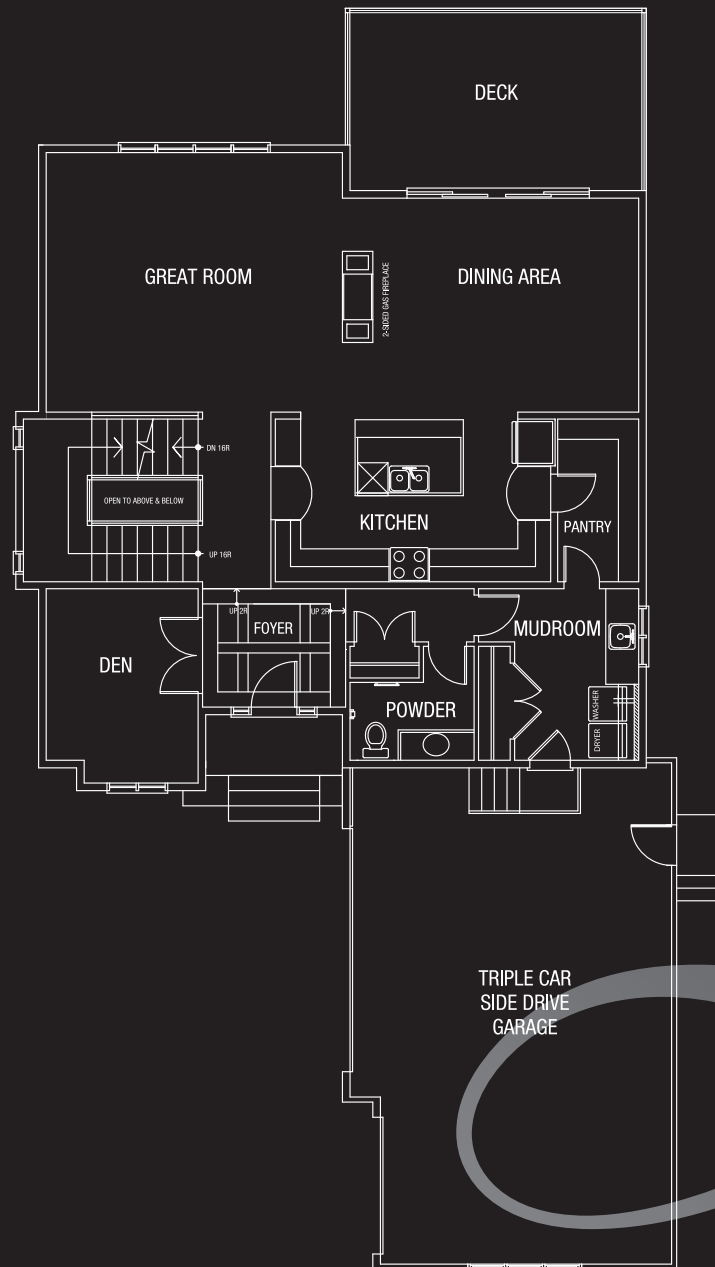 DECK
GREAT ROOM
2-SIDED GAS FIREPLACE
DINING AREA
DN 16R
OPEN TO ABOVE & BELOW
KITCHEN
PANTRY
UP 16R
UP 2R
UP 2R
FOYER
MUDROOM
DEN
POWDER
WASHER
DRYER
TRIPLE CAR
SIDE DRIVE
GARAGE